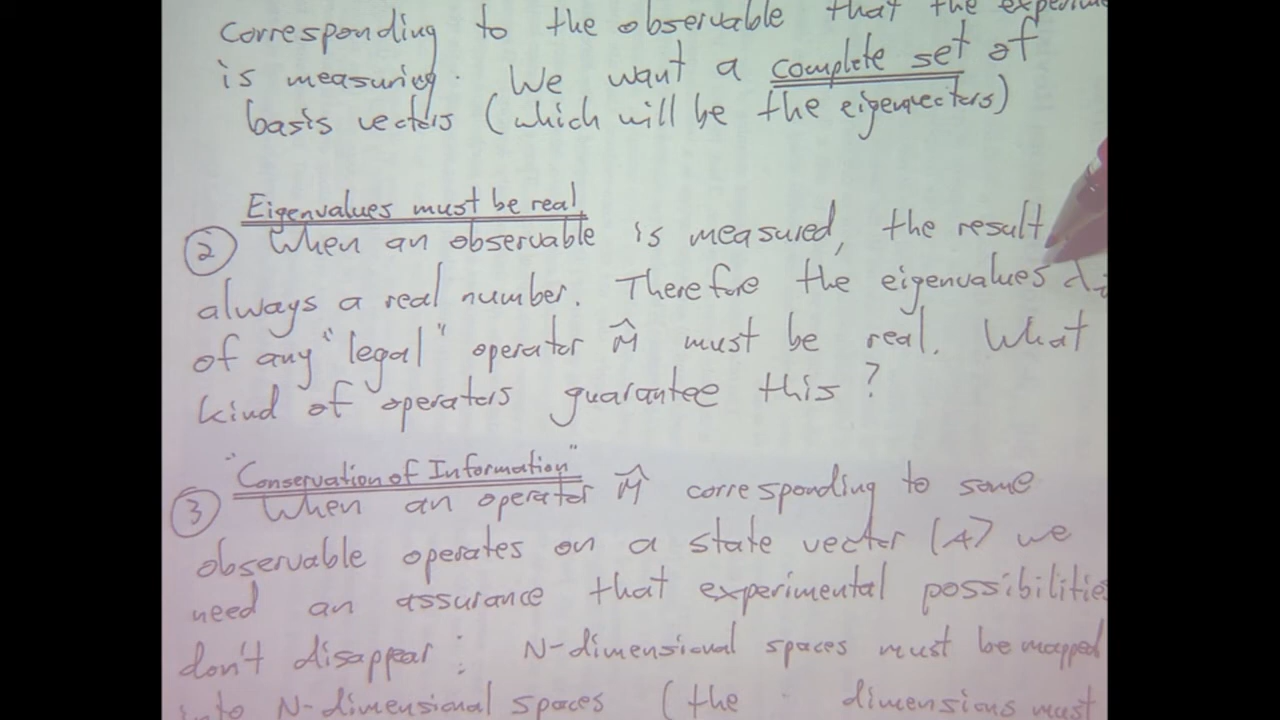 corresponding to the observable that the experime
is measuring. We want a complete set of
basis vectors (which will be the eigenvectors)
Eigenvalues must be real
② When an observable is measured, the result
always a real number. Therefore the eigenvalues λi
of any "legal" operator M̂ must be real. What
kind of operators guarantee this?
"Conservation of Information"
③ When an operator M̂ corresponding to some
observable operates on a state vector |A> we
need an assurance that experimental possibilities
don't disappear: N-dimensional spaces must be mapped
into N-dimensional spaces (the dimensions must